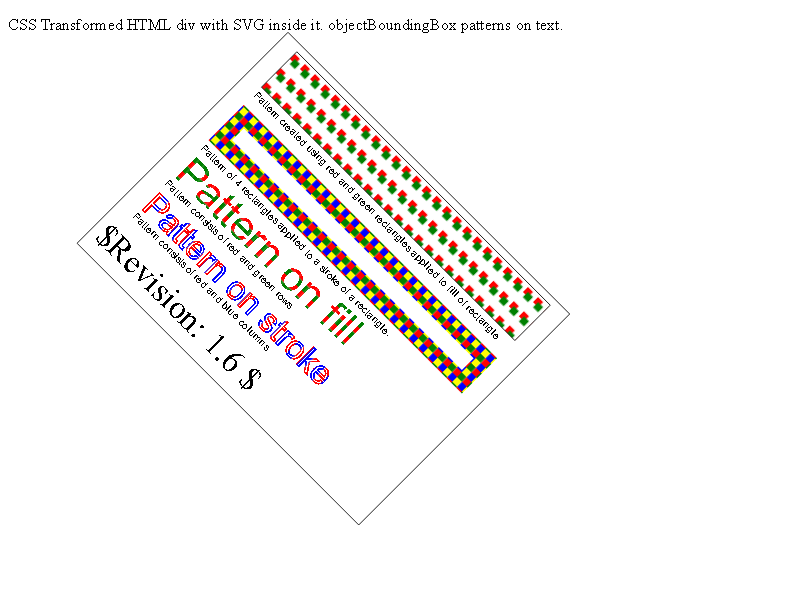 CSS Transformed HTML div with SVG inside it. objectBoundingBox patterns on text.
Pattern created using red and green rectangles applied to fill of rectangle
Pattern of 4 rectangles applied to a stroke of a rectangle.
Pattern on fill
Pattern consists of red and green rows
Pattern on stroke
Pattern consists of red and blue columns
$Revision: 1.6 $